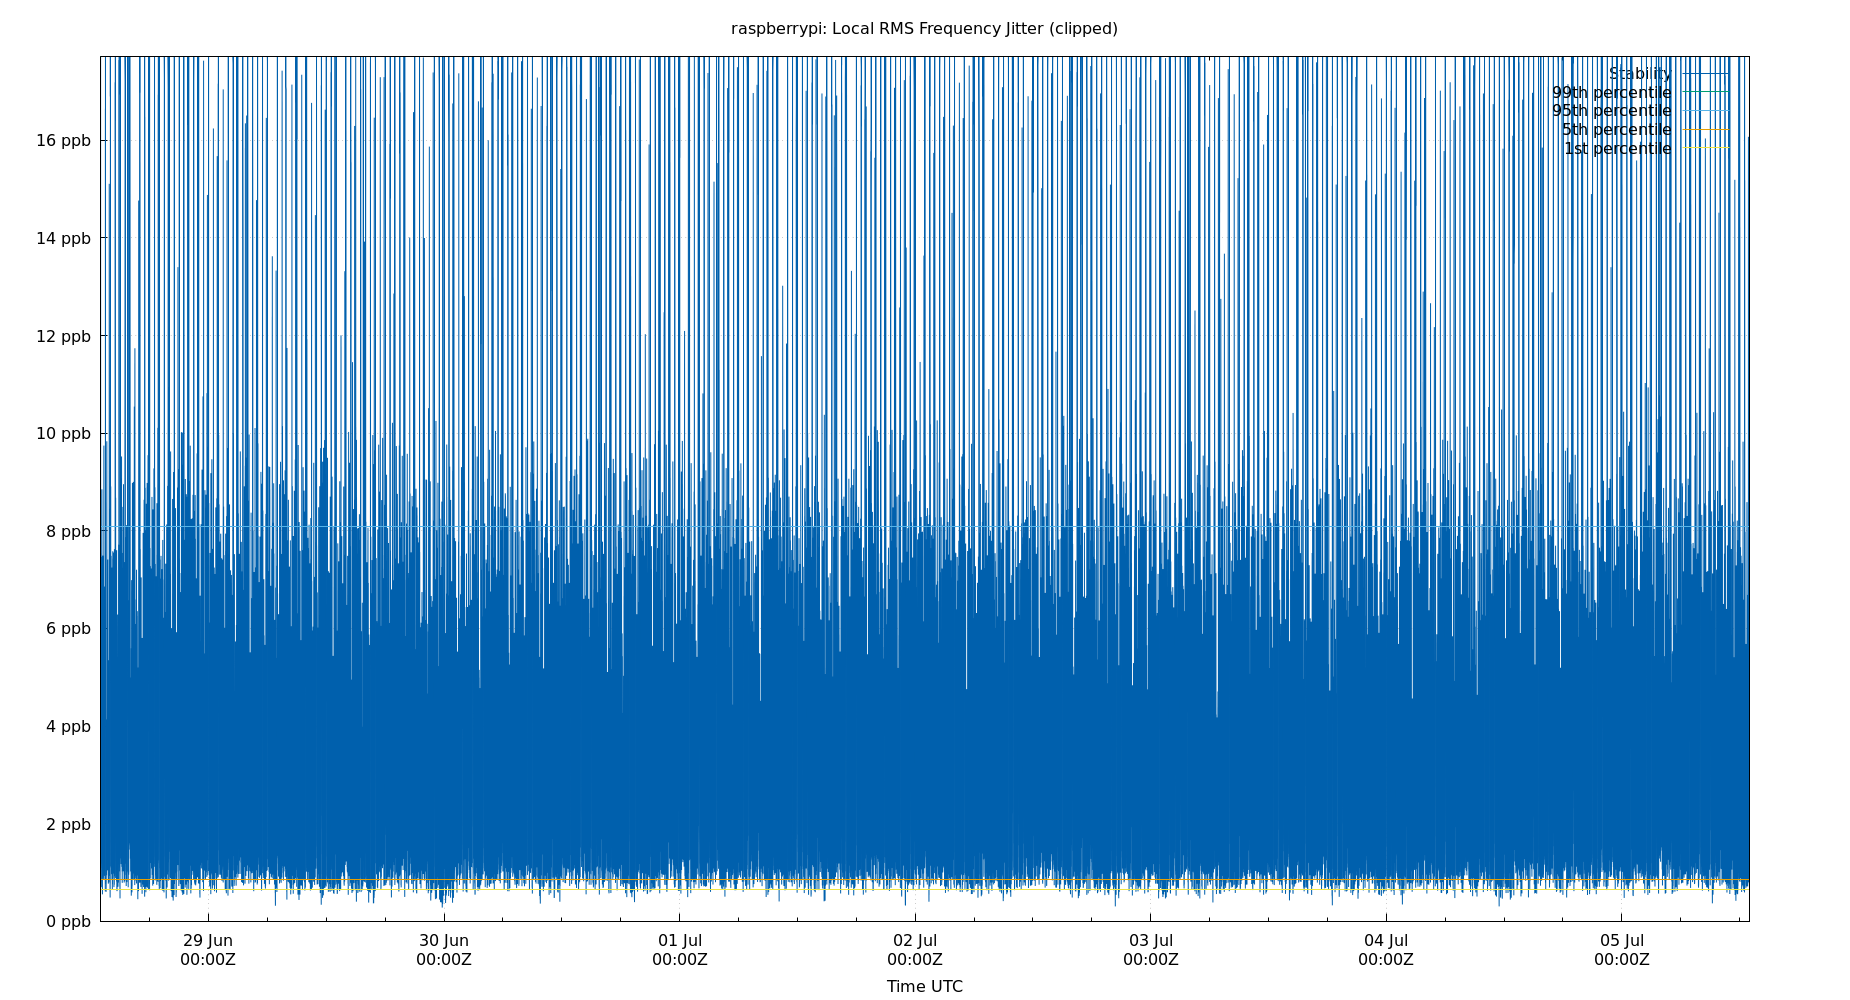 raspberrypi: Local RMS Frequency Jitter (clipped)
Stability
99th percentile
95th percentile
5th percentile
1st percentile
16 ppb
14 ppb
12 ppb
10 ppb
8 ppb
6 ppb
4 ppb
2 ppb
0 ppb
29 Jun
00:00Z
30 Jun
00:00Z
01 Jul
00:00Z
02 Jul
00:00Z
03 Jul
00:00Z
04 Jul
00:00Z
05 Jul
00:00Z
Time UTC